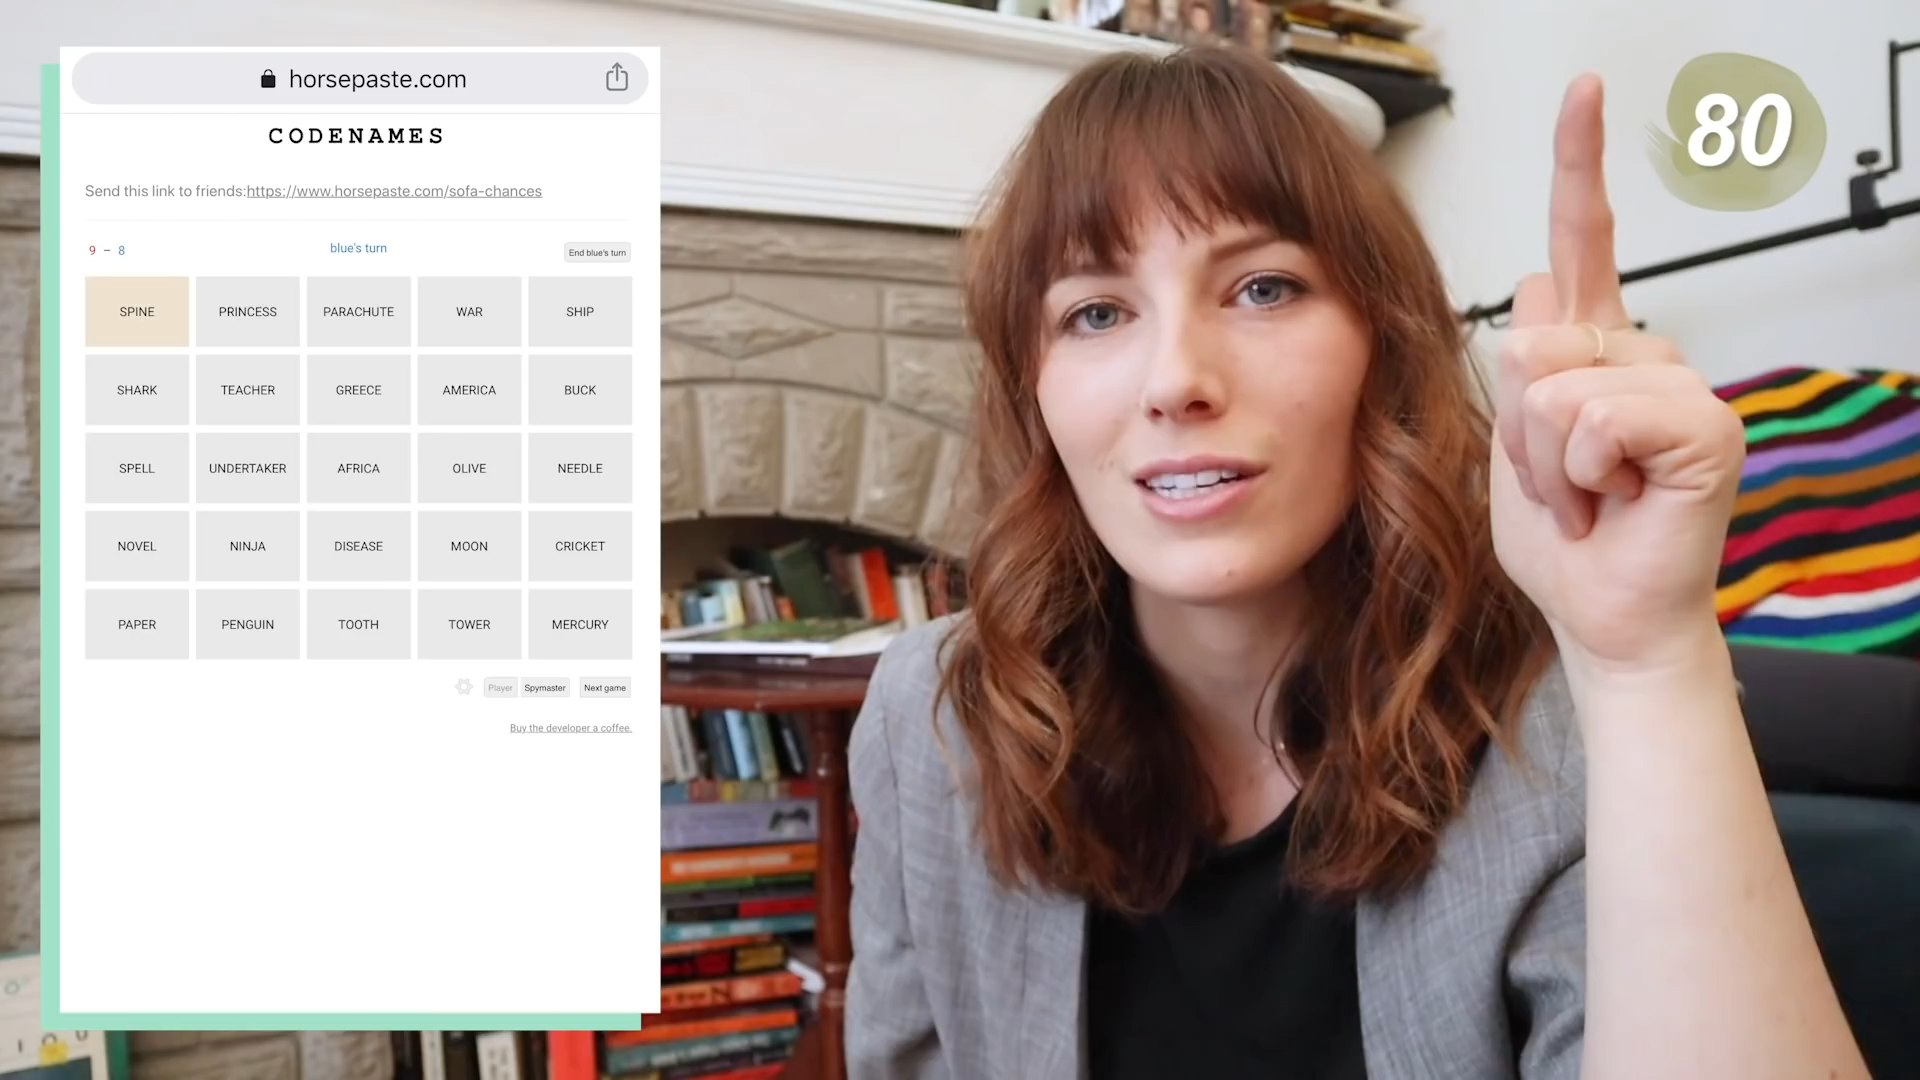 horsepaste.com
CODENAMES
Send this link to friends:https://www.horsepaste.com/sofa-chances
9 – 8 blue's turn End blue's turn
SPINE PRINCESS PARACHUTE WAR SHIP
SHARK TEACHER GREECE AMERICA BUCK
SPELL UNDERTAKER AFRICA OLIVE NEEDLE
NOVEL NINJA DISEASE MOON CRICKET
PAPER PENGUIN TOOTH TOWER MERCURY
Player Spymaster Next game
Buy the developer a coffee.
80